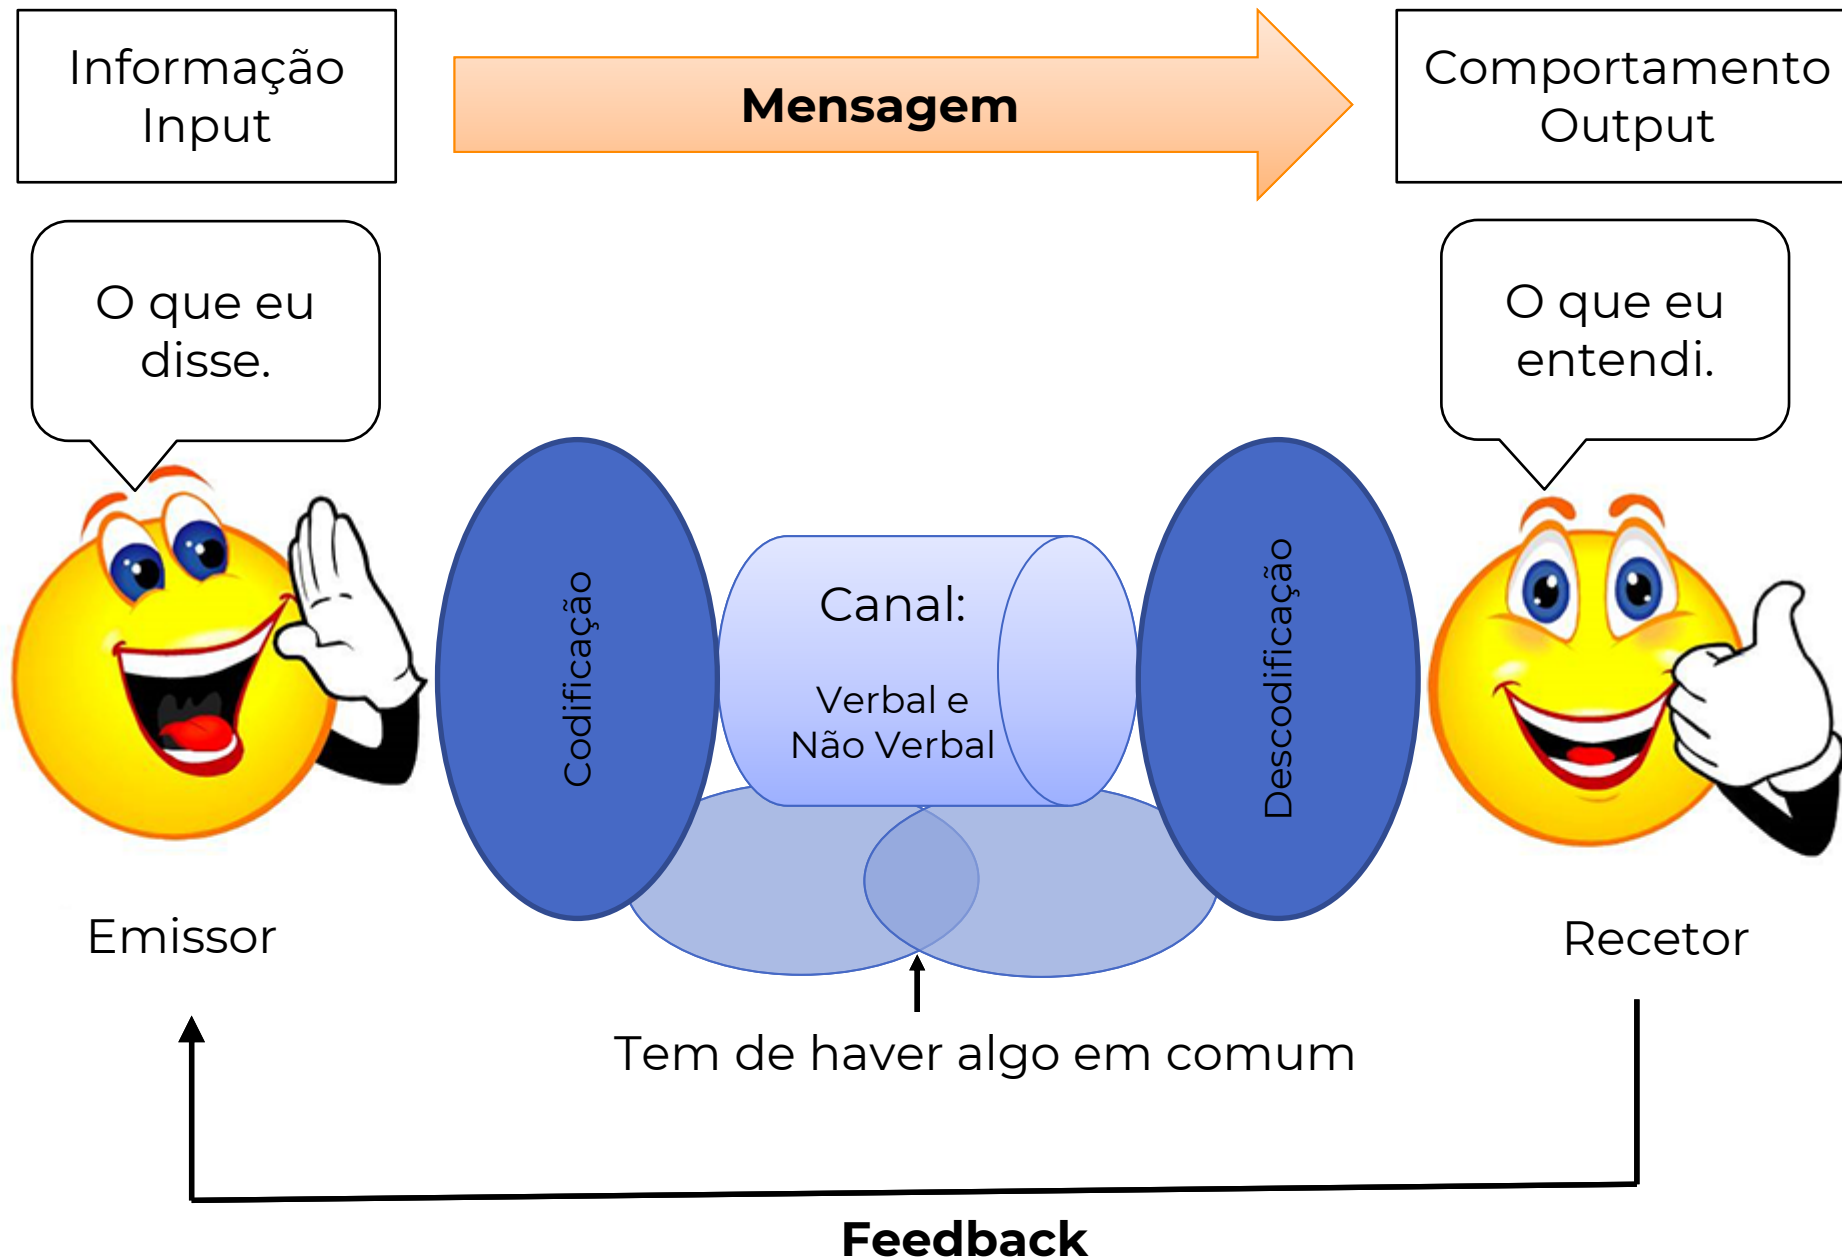 Informação
Input
Mensagem
Comportamento
Output
O que eu
disse.
O que eu
entendi.
Codificação
Canal:
Verbal e
Não Verbal
Descodificação
Emissor
Recetor
Tem de haver algo em comum
Feedback